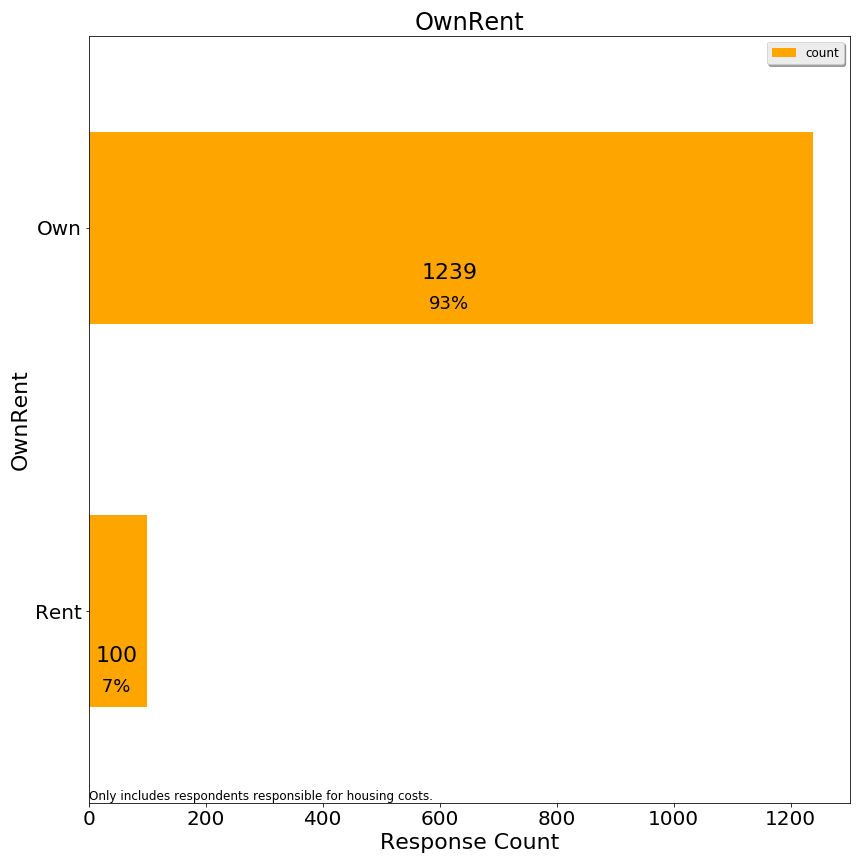 OwnRent
count
Own
1239
93%
OwnRent
Rent
100
7%
Only includes respondents responsible for housing costs.
0 200 400 600 800 1000 1200
Response Count